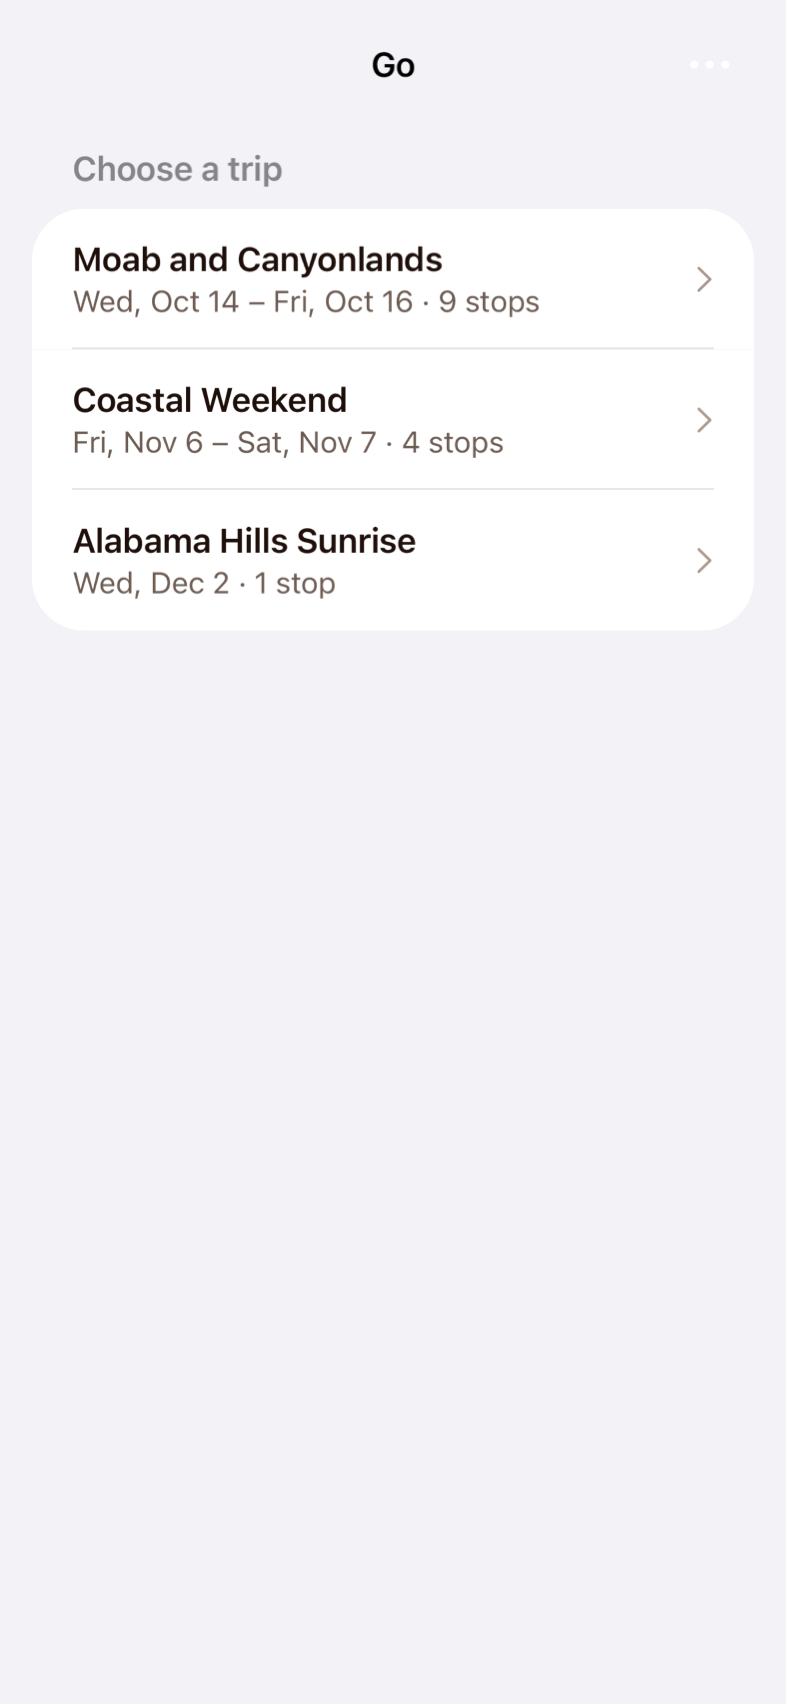 Go
Choose a trip
Moab and Canyonlands
Wed, Oct 14 – Fri, Oct 16 · 9 stops
Coastal Weekend
Fri, Nov 6 – Sat, Nov 7 · 4 stops
Alabama Hills Sunrise
Wed, Dec 2 · 1 stop